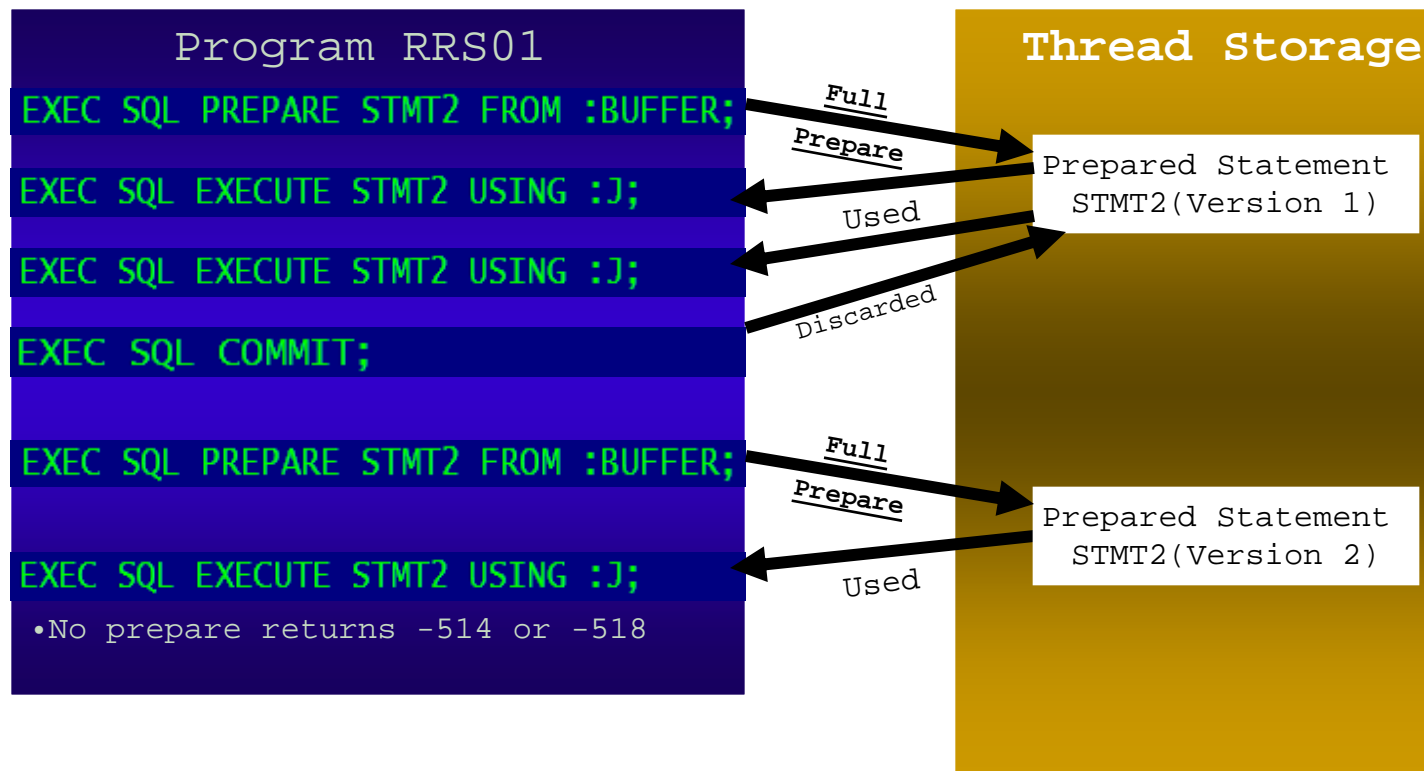 Program RRS01
Thread Storage
EXEC SQL PREPARE STMT2 FROM :BUFFER;
Full
Prepare
Prepared Statement
STMT2(Version 1)
EXEC SQL EXECUTE STMT2 USING :J;
Used
EXEC SQL EXECUTE STMT2 USING :J;
Discarded
EXEC SQL COMMIT;
EXEC SQL PREPARE STMT2 FROM :BUFFER;
Full
Prepare
Prepared Statement
STMT2(Version 2)
EXEC SQL EXECUTE STMT2 USING :J;
Used
•No prepare returns -514 or -518